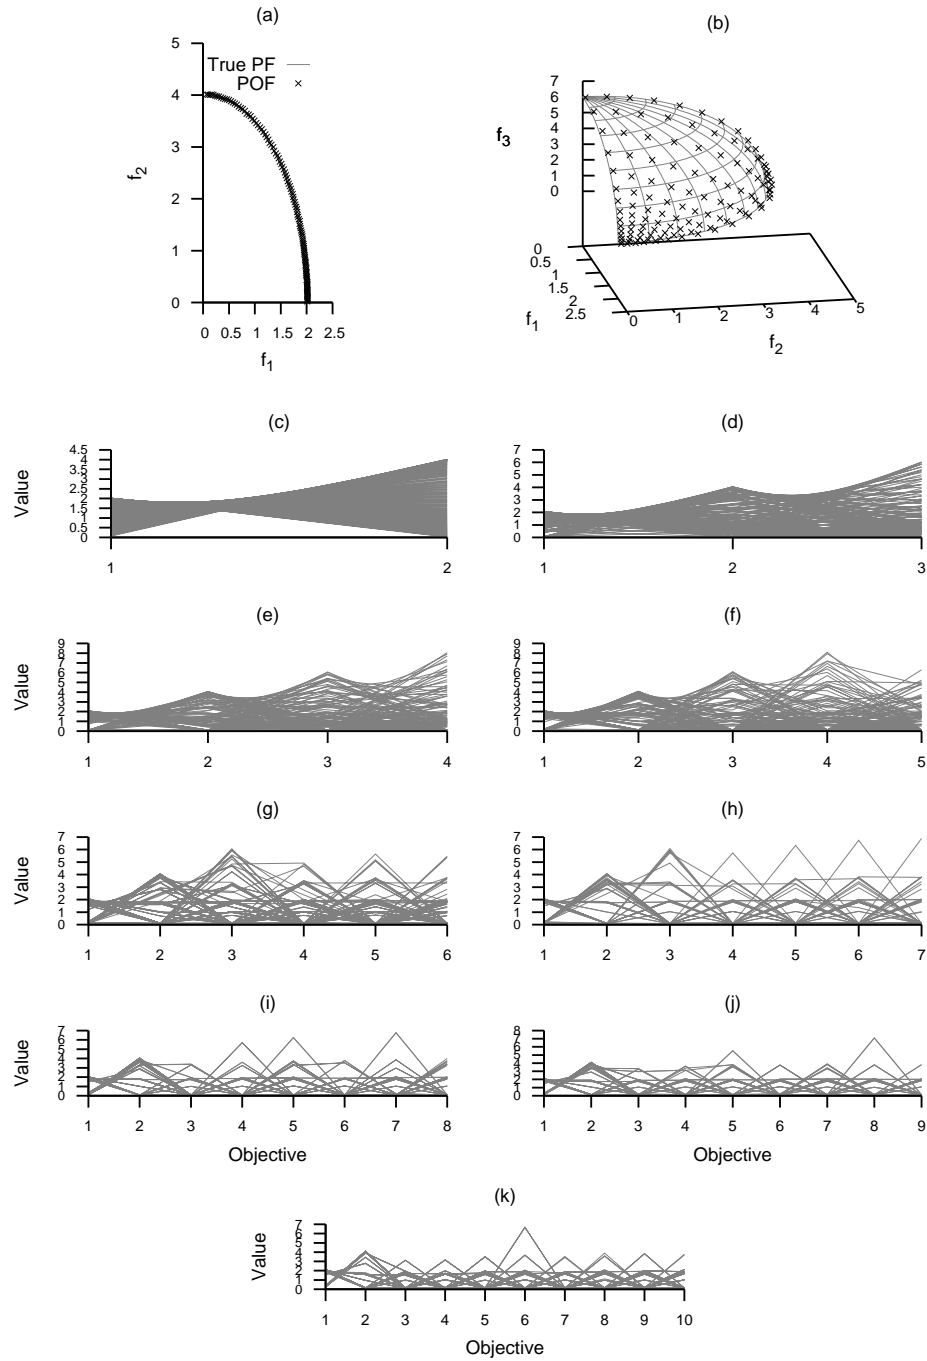 (a)
5
4
3
2
1
0
True PF
POF
f2
0 0.5 1 1.5 2 2.5
f1
(b)
7
6
5
4
3
2
1
0
f3
0
0.5
1
1.5
2
2.5
f1
0 1 2 3 4 5
f2
(c)
Value
4.5
4
3.5
3
2.5
2
1.5
1
0.5
0
1 2
(d)
7
6
5
4
3
2
1
0
1 2 3
(e)
Value
9
8
7
6
5
4
3
2
1
0
1 2 3 4
(f)
9
8
7
6
5
4
3
2
1
0
1 2 3 4 5
(g)
Value
7
6
5
4
3
2
1
0
1 2 3 4 5 6
(h)
7
6
5
4
3
2
1
0
1 2 3 4 5 6 7
(i)
Value
7
6
5
4
3
2
1
0
1 2 3 4 5 6 7 8
Objective
(j)
8
7
6
5
4
3
2
1
0
1 2 3 4 5 6 7 8 9
Objective
(k)
Value
7
6
5
4
3
2
1
0
1 2 3 4 5 6 7 8 9 10
Objective